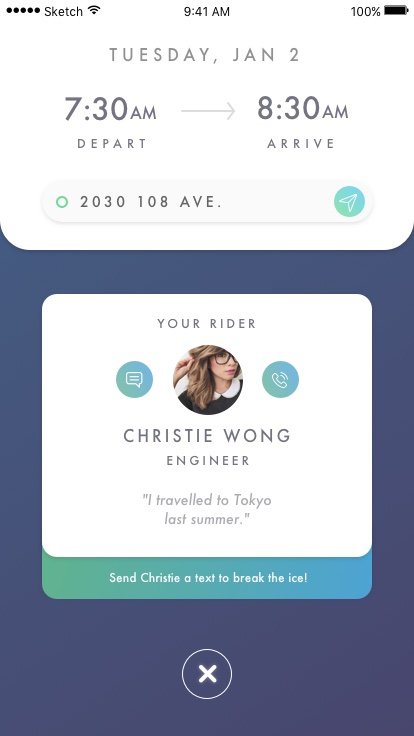 Sketch 9:41 AM 100%
TUESDAY, JAN 2
7:30AM 8:30AM
DEPART ARRIVE
2030 108 AVE.
YOUR RIDER
CHRISTIE WONG
ENGINEER
"I travelled to Tokyo
last summer."
Send Christie a text to break the ice!